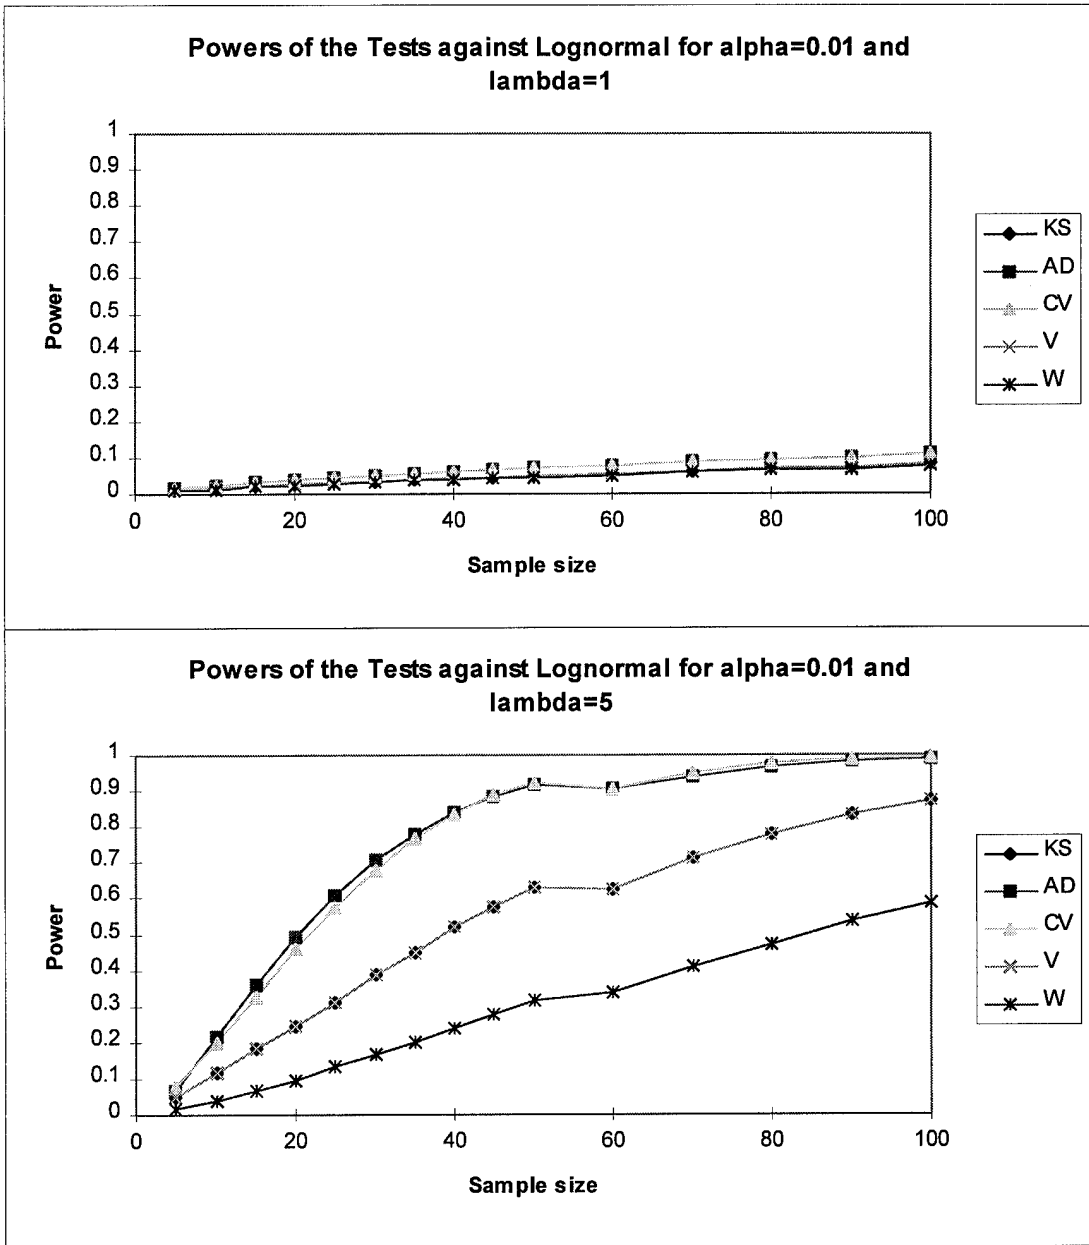 Powers of the Tests against Lognormal for alpha=0.01 and
lambda=1
1
0.9
0.8
0.7
0.6
0.5
0.4
0.3
0.2
0.1
0
Power
0 20 40 60 80 100
Sample size
KS
AD
CV
V
W
Powers of the Tests against Lognormal for alpha=0.01 and
lambda=5
1
0.9
0.8
0.7
0.6
0.5
0.4
0.3
0.2
0.1
0
Power
0 20 40 60 80 100
Sample size
KS
AD
CV
V
W